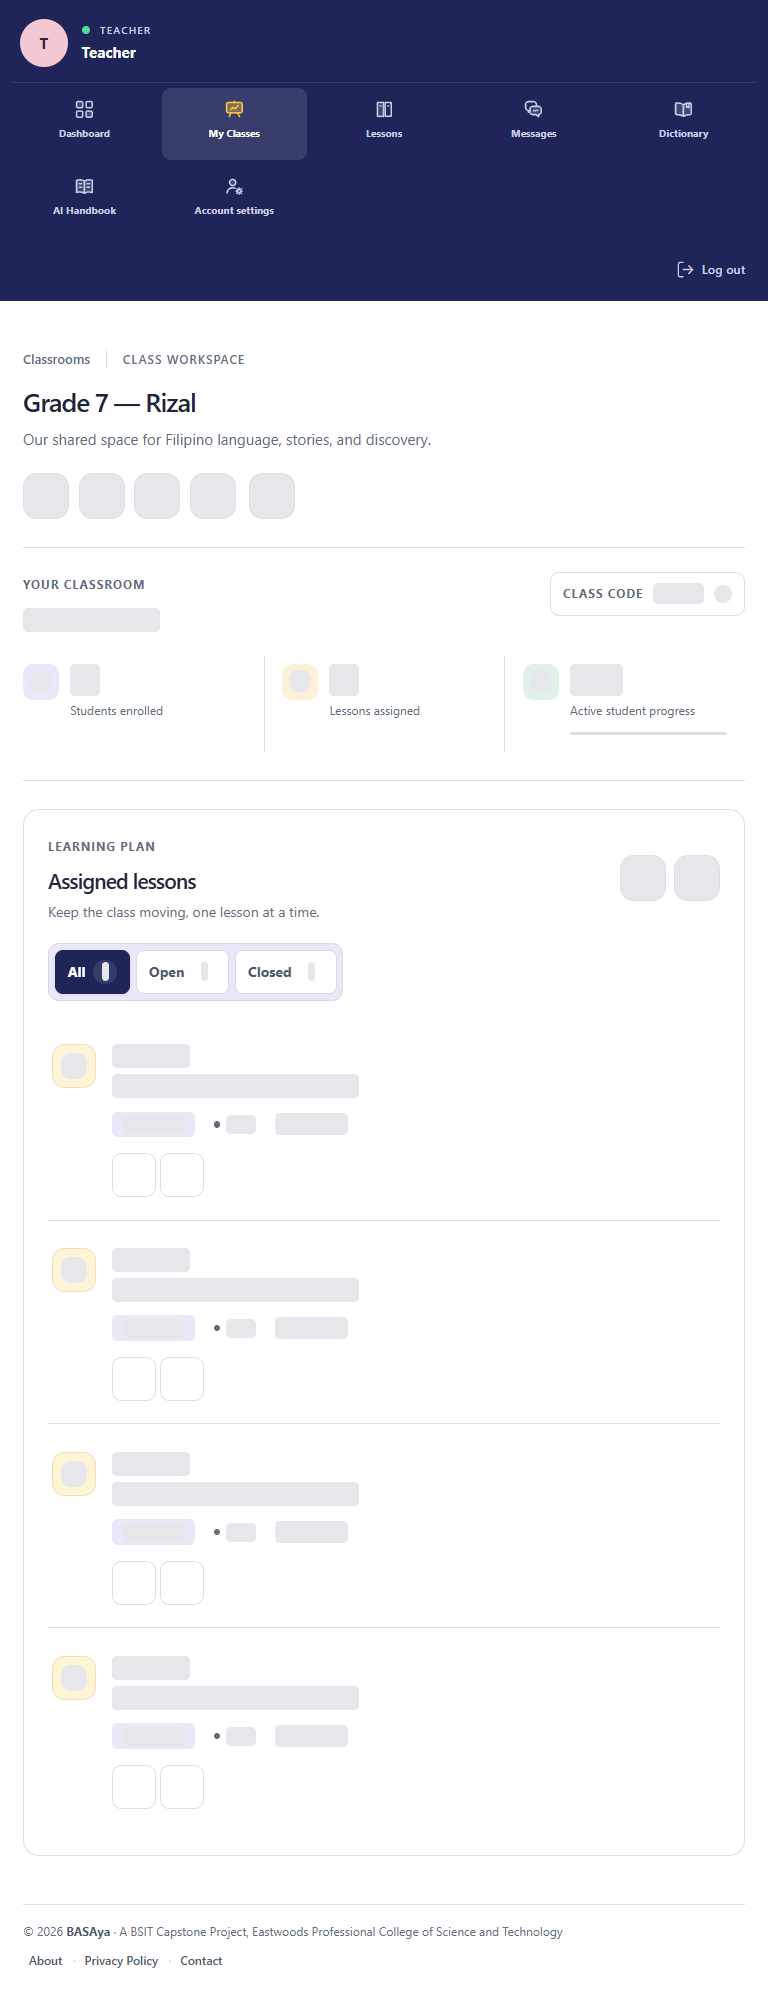 T
TEACHER
Teacher
Dashboard
My Classes
Lessons
Messages
Dictionary
AI Handbook
Account settings
Log out
Classrooms
CLASS WORKSPACE
Grade 7 — Rizal
Our shared space for Filipino language, stories, and discovery.
YOUR CLASSROOM
CLASS CODE
Students enrolled
Lessons assigned
Active student progress
LEARNING PLAN
Assigned lessons
Keep the class moving, one lesson at a time.
All
Open
Closed
© 2026 BASAya · A BSIT Capstone Project, Eastwoods Professional College of Science and Technology
About · Privacy Policy · Contact